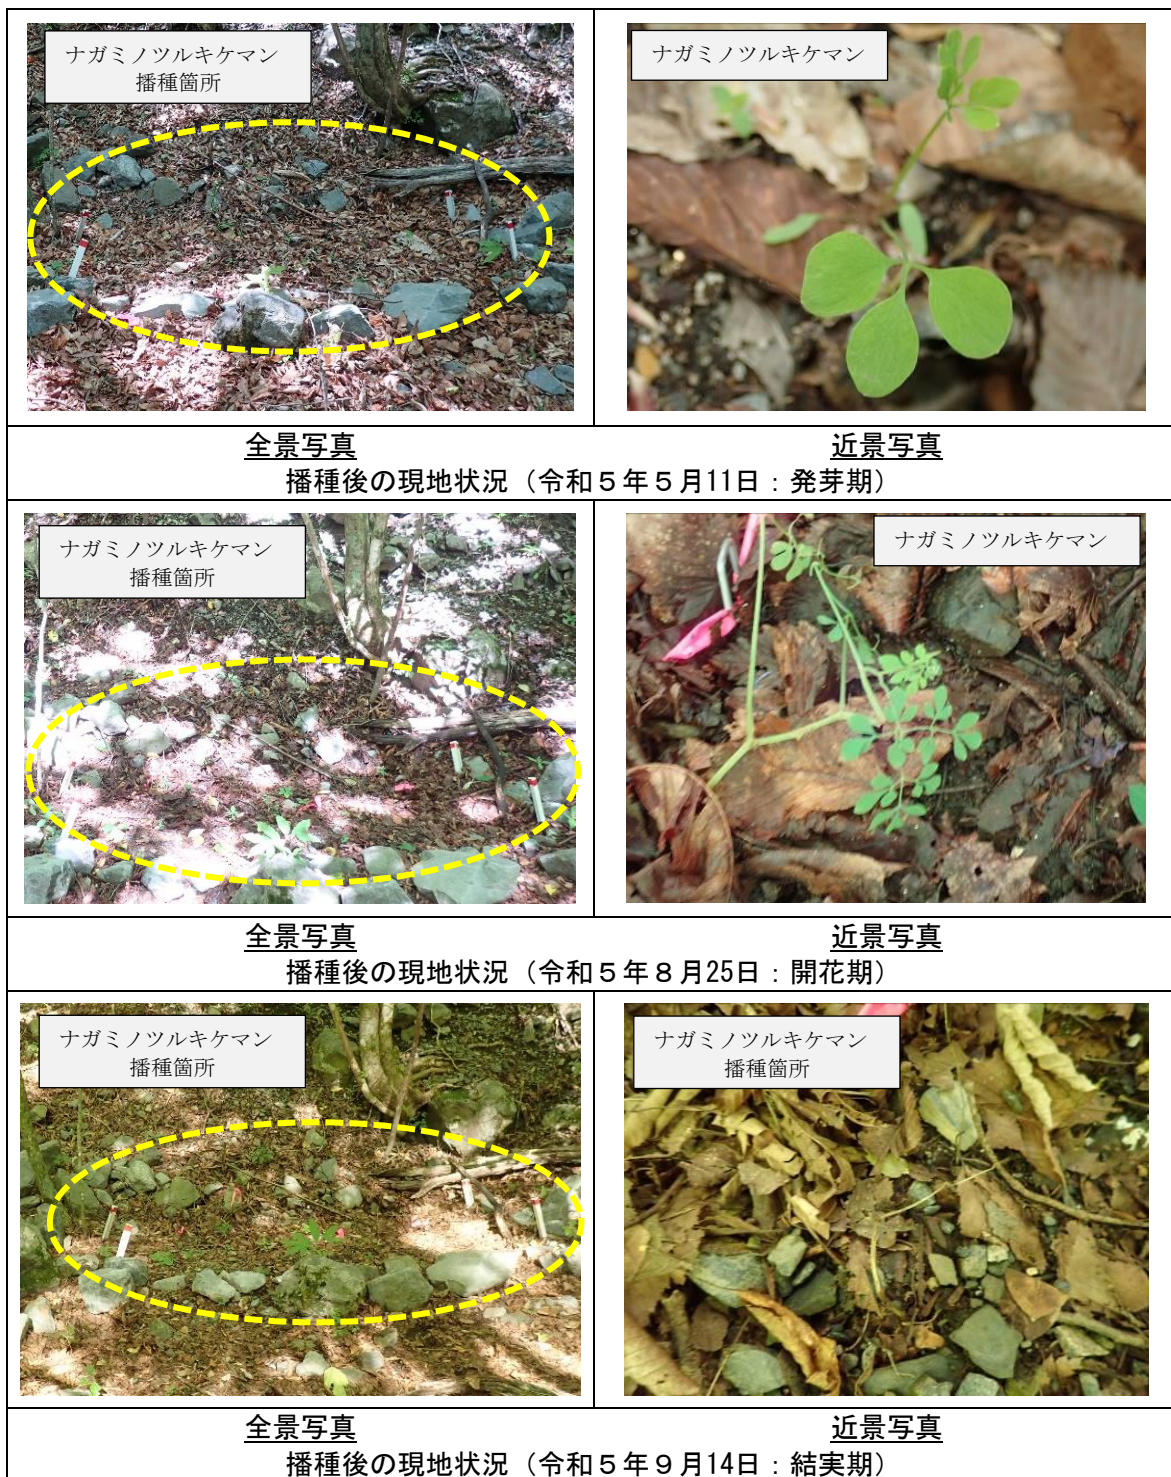 ナガミノツルキケマン
播種箇所
ナガミノツルキケマン
全景写真
近景写真
播種後の現地状況（令和５年５月11日：発芽期）
ナガミノツルキケマン
播種箇所
ナガミノツルキケマン
全景写真
近景写真
播種後の現地状況（令和５年８月25日：開花期）
ナガミノツルキケマン
播種箇所
ナガミノツルキケマン
播種箇所
全景写真
近景写真
播種後の現地状況（令和５年９月14日：結実期）